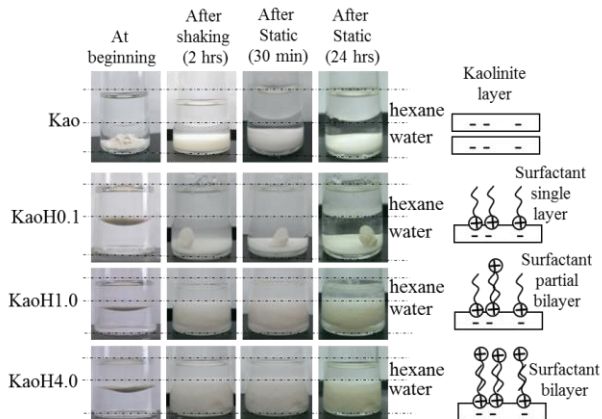 At
beginning
After
shaking
(2 hrs)
After
Static
(30 min)
After
Static
(24 hrs)
Kaolinite
layer
Kao
hexane
water
- - -
- - -
Surfactant
single
layer
KaoH0.1
hexane
water
+ + +
- - -
Surfactant
partial
bilayer
KaoH1.0
hexane
water
+
+ + +
- - -
Surfactant
bilayer
KaoH4.0
hexane
water
+ + +
+ + +
- - -